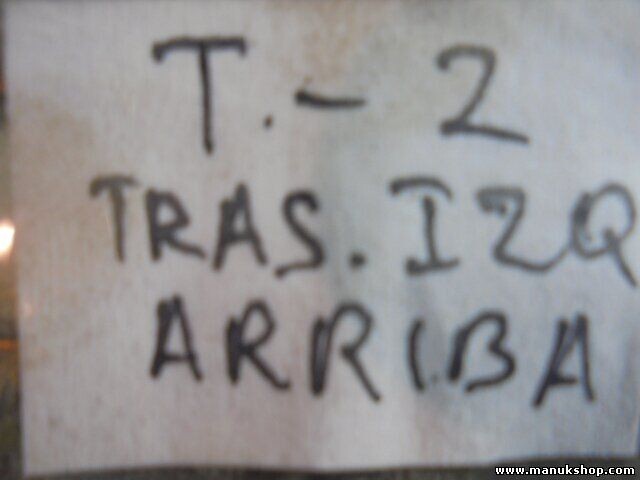 T.- 2
TRAS. IZQ
ARRIBA
www.manukshop.com